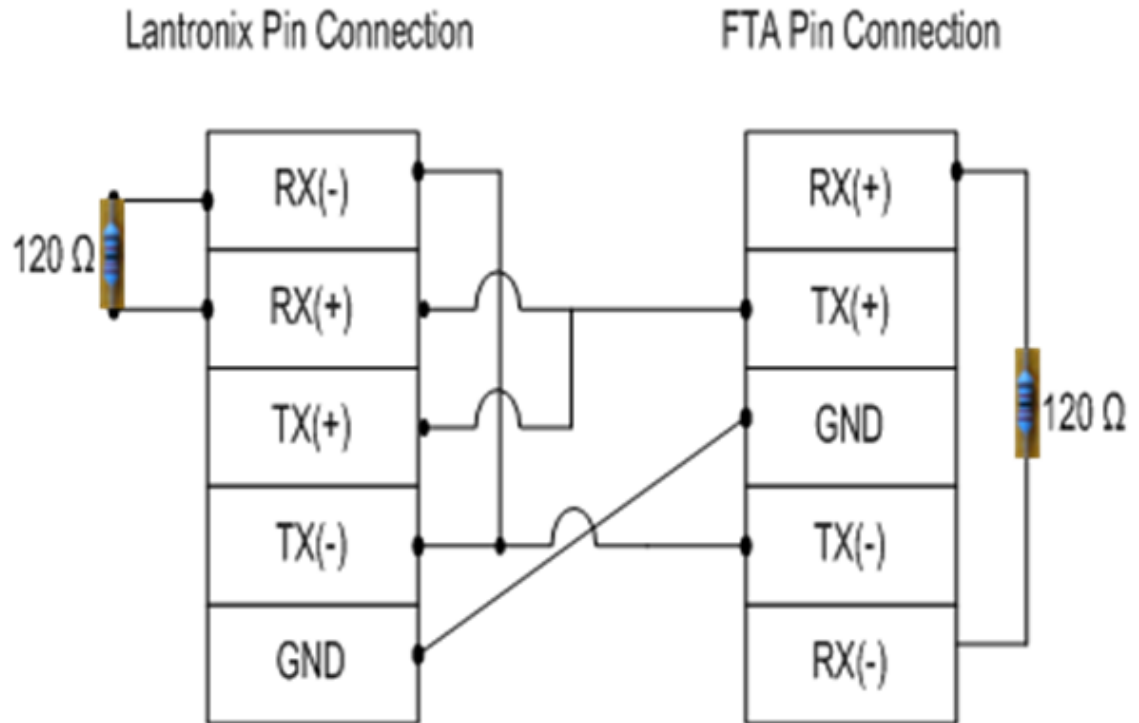 Lantronix Pin Connection
FTA Pin Connection
120 Ω
RX(-)
RX(+)
TX(+)
TX(-)
GND
RX(+)
TX(+)
GND
TX(-)
RX(-)
120 Ω